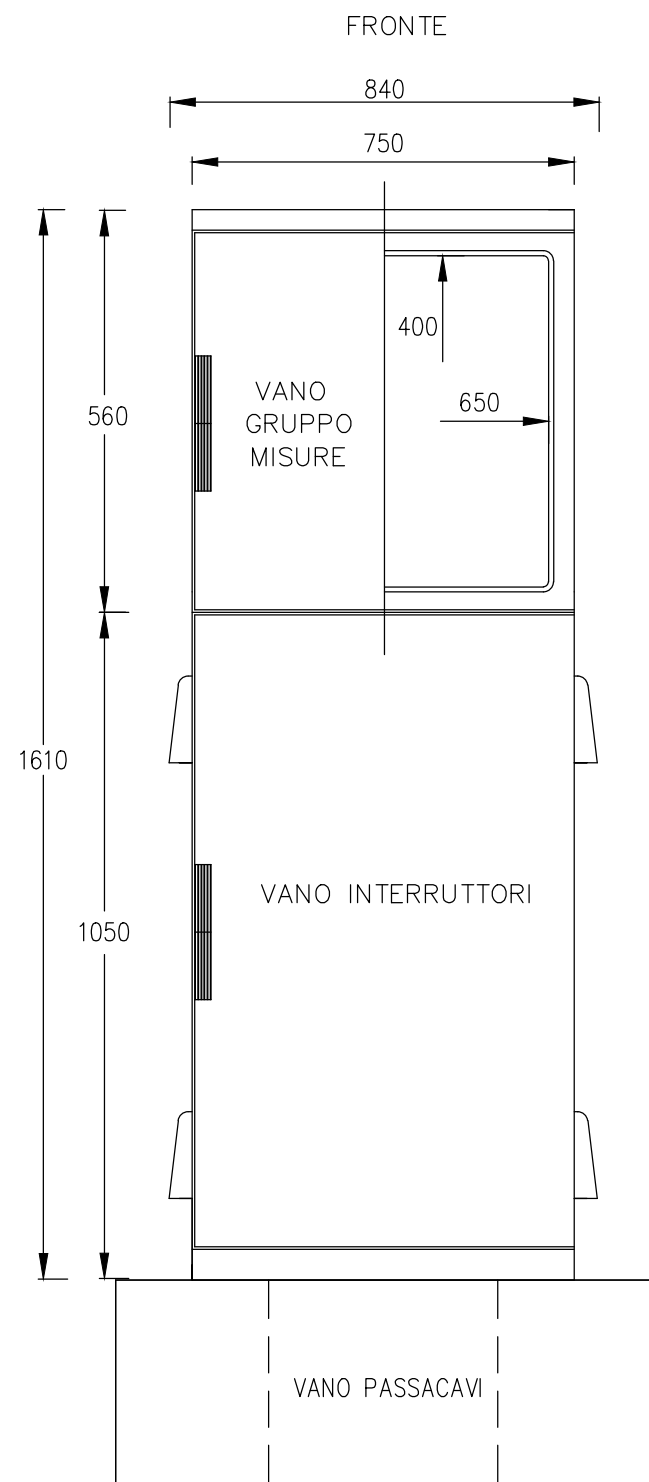 FRONTE
840
750
400
650
VANO
GRUPPO
MISURE
560
1610
VANO INTERRUTTORI
1050
VANO PASSACAVI